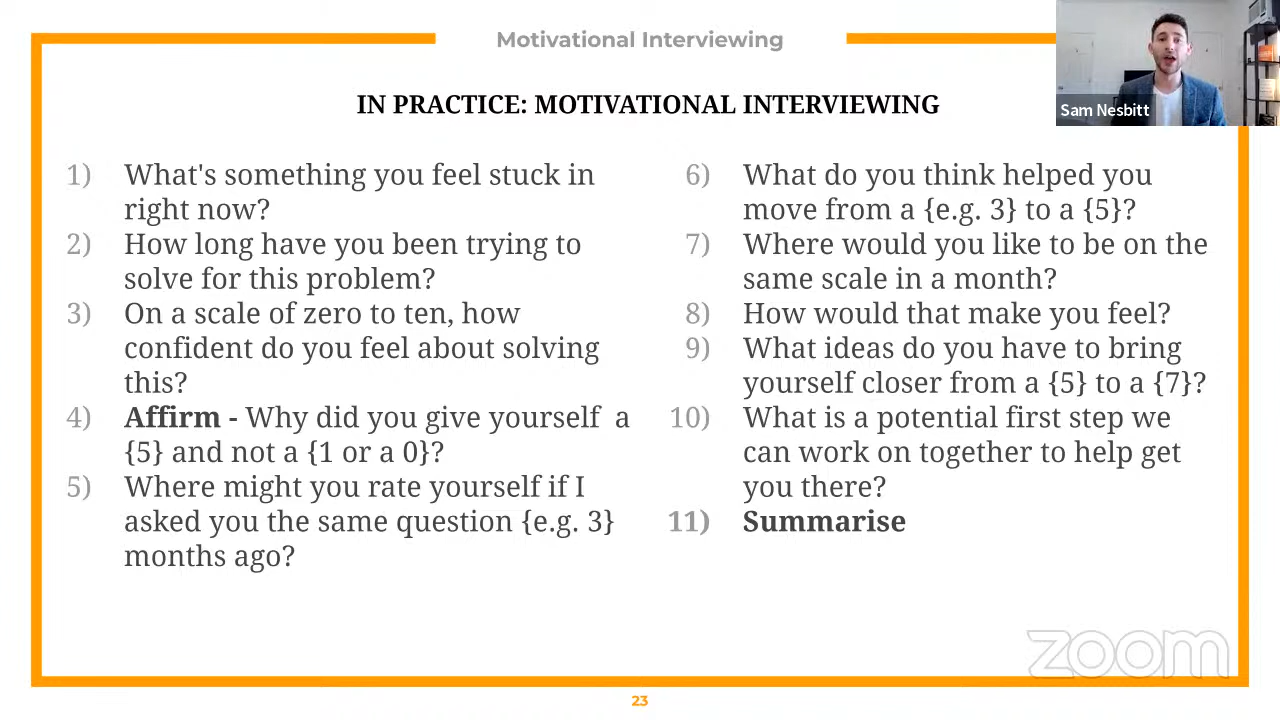 Motivational Interviewing
Sam Nesbitt
IN PRACTICE: MOTIVATIONAL INTERVIEWING
1) What's something you feel stuck in
right now?
2) How long have you been trying to
solve for this problem?
3) On a scale of zero to ten, how
confident do you feel about solving
this?
4) Affirm - Why did you give yourself a
{5} and not a {1 or a 0}?
5) Where might you rate yourself if I
asked you the same question {e.g. 3}
months ago?
6) What do you think helped you
move from a {e.g. 3} to a {5}?
7) Where would you like to be on the
same scale in a month?
8) How would that make you feel?
9) What ideas do you have to bring
yourself closer from a {5} to a {7}?
10) What is a potential first step we
can work on together to help get
you there?
11) Summarise
zoom
23